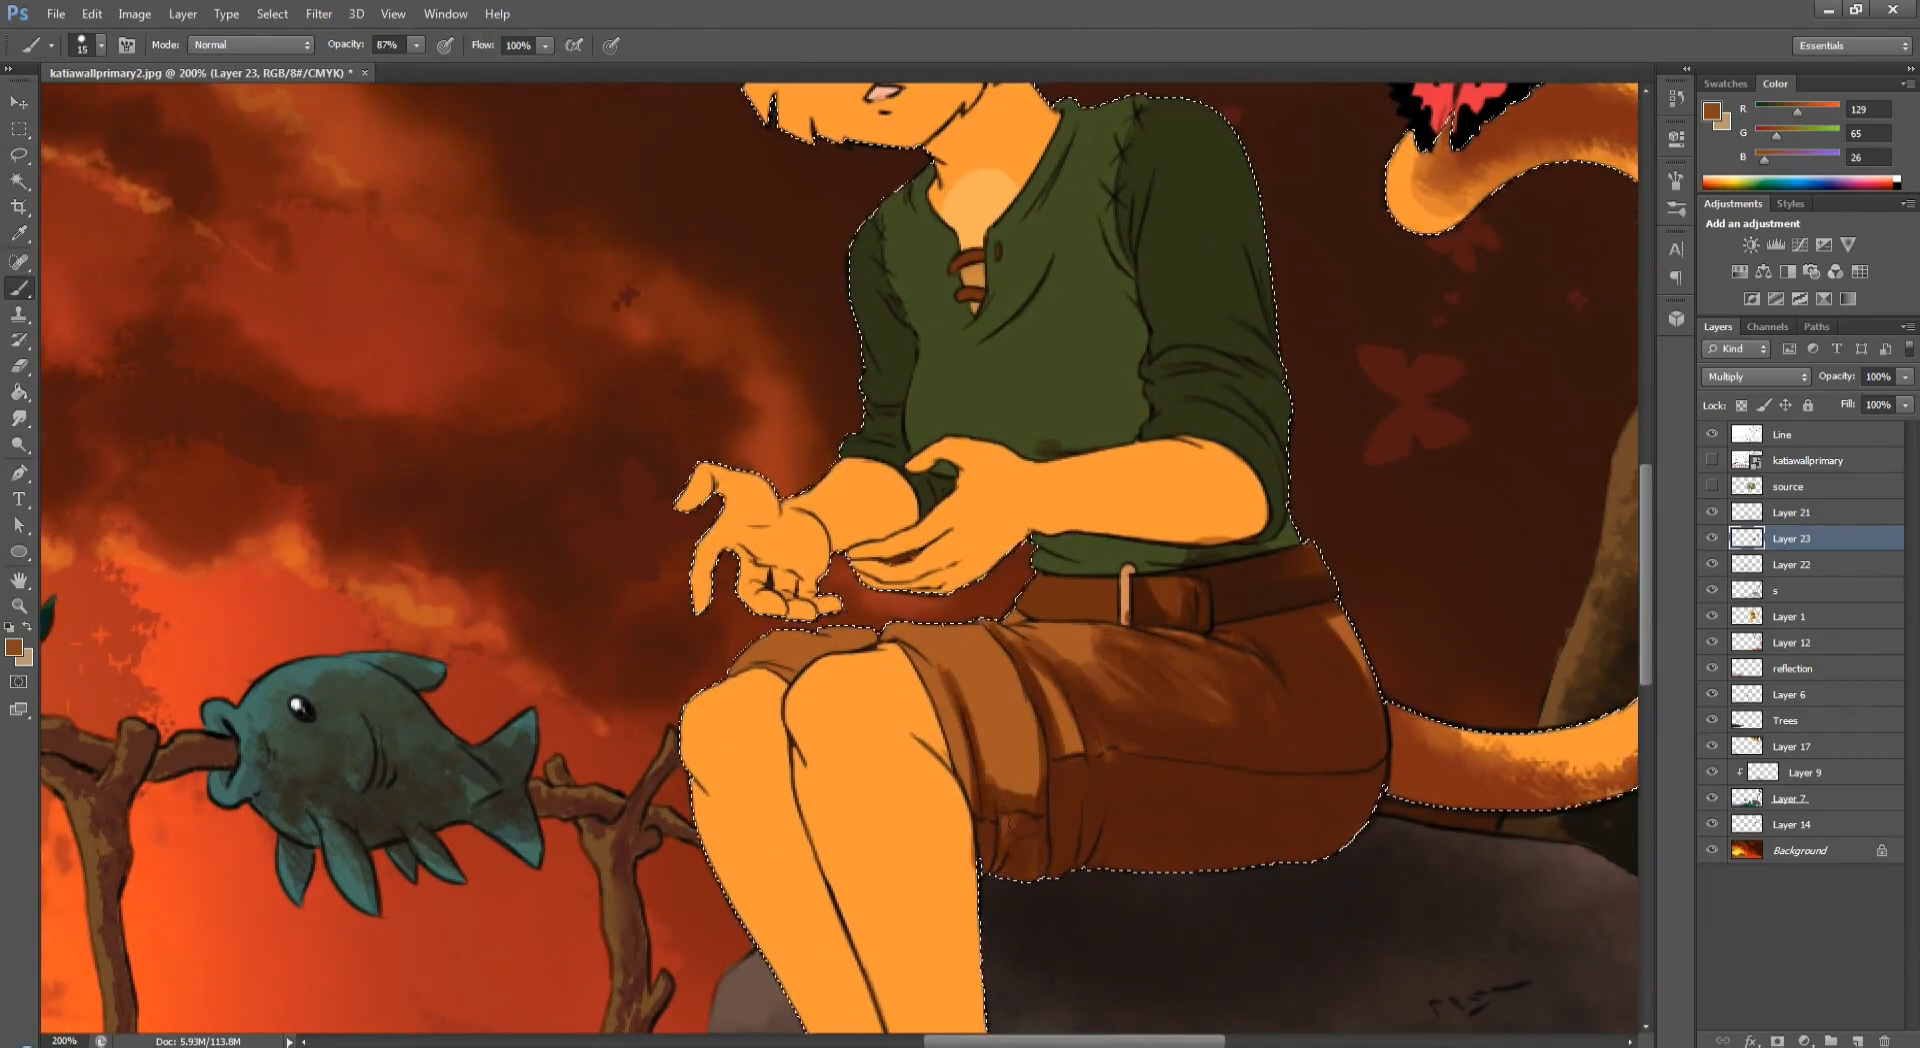 Ps File Edit Image Layer Type Select Filter 3D View Window Help
15 Mode: Normal Opacity: 87% Flow: 100% Essentials
katiawallprimary2.jpg @ 200% (Layer 23, RGB/8#/CMYK) * ×
Swatches Color
R 129
G 65
B 26
Adjustments Styles
Add an adjustment
Layers Channels Paths
Kind
Multiply Opacity: 100%
Lock: Fill: 100%
Line
katiawallprimary
source
Layer 21
Layer 23
Layer 22
s
Layer 1
Layer 12
reflection
Layer 6
Trees
Layer 17
Layer 9
Layer 7
Layer 14
Background
200% Doc: 5.93M/113.8M